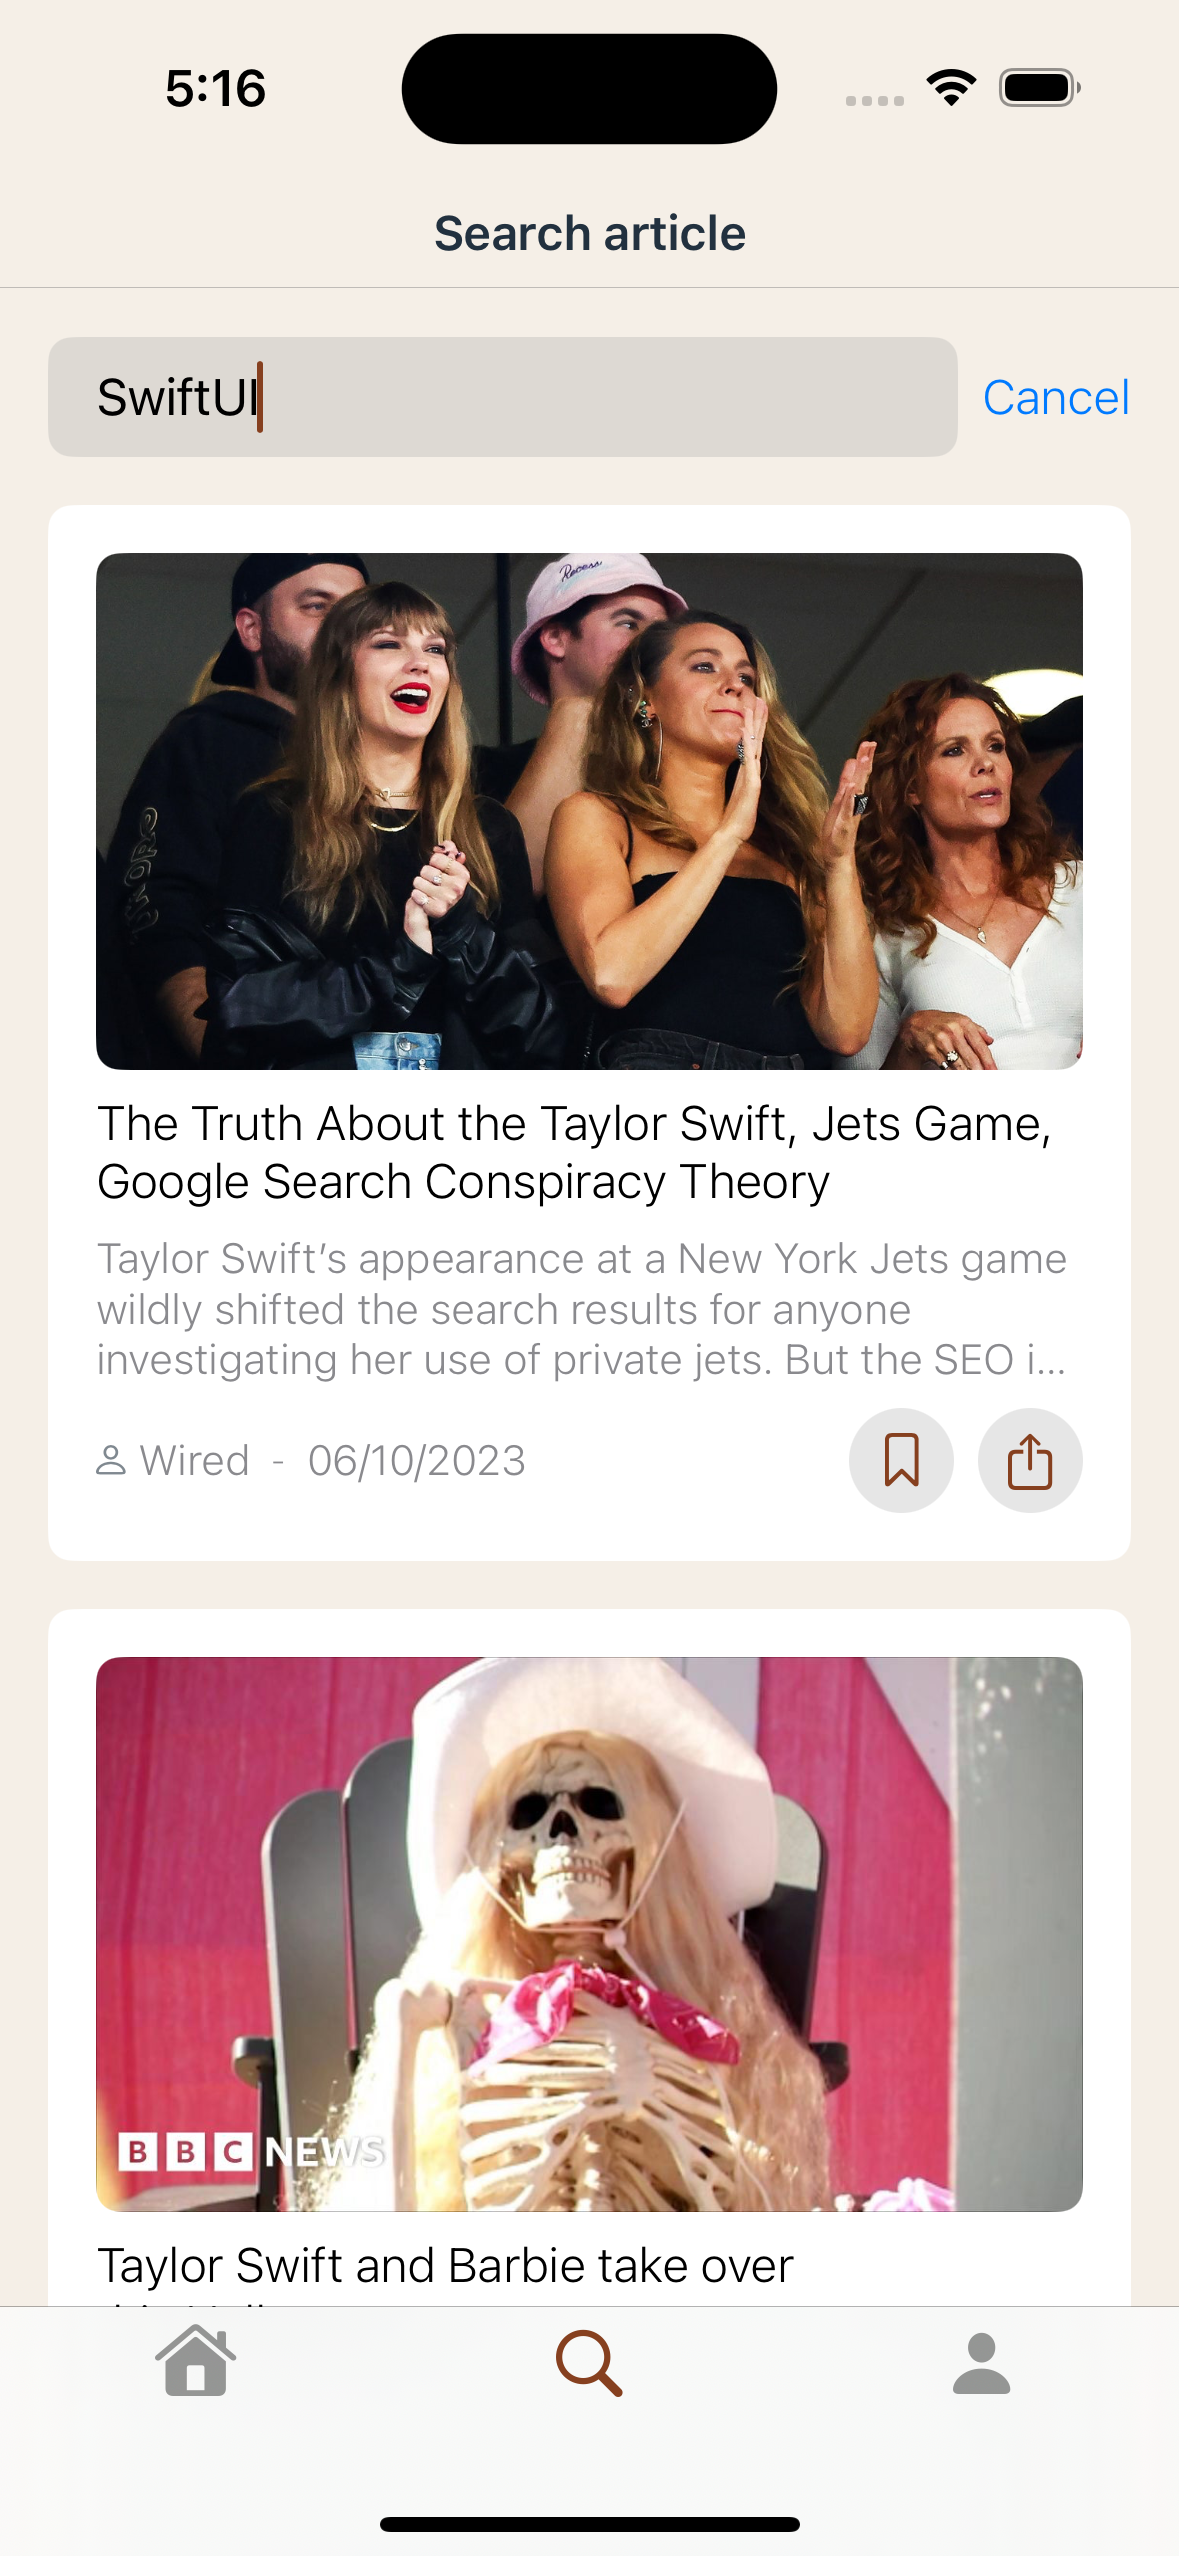 5:16
Search article
SwiftUI
Cancel
Recess
The Truth About the Taylor Swift, Jets Game,
Google Search Conspiracy Theory
Taylor Swift’s appearance at a New York Jets game
wildly shifted the search results for anyone
investigating her use of private jets. But the SEO i...
Wired - 06/10/2023
BBC NEWS
Taylor Swift and Barbie take over